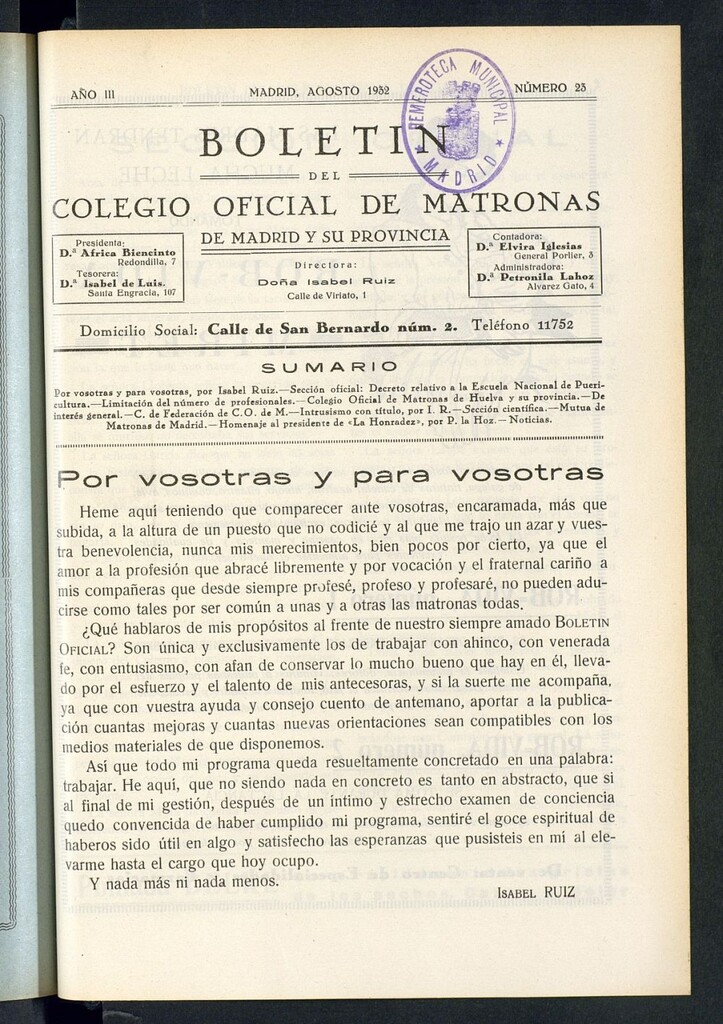 AÑO III
MADRID, AGOSTO 1932
NÚMERO 23
HEMEROTECA MUNICIPAL
★ MADRID ★
BOLETIN
DEL
COLEGIO OFICIAL DE MATRONAS
DE MADRID Y SU PROVINCIA
Presidenta:
D.ª Africa Biencinto
Redondilla, 7
Tesorera:
D.ª Isabel de Luis.
Santa Engracia, 107
Directora:
Doña Isabel Ruiz
Calle de Viriato, 1
Contadora:
D.ª Elvira Iglesias
General Porlier, 3
Administradora:
D.ª Petronila Lahoz
Alvarez Gato, 4
Domicilio Social: Calle de San Bernardo núm. 2. Teléfono 11752
SUMARIO
Por vosotras y para vosotras, por Isabel Ruiz.—Sección oficial: Decreto relativo a la Escuela Nacional de Pueri-
cultura.—Limitación del número de profesionales.—Colegio Oficial de Matronas de Huelva y su provincia.—De
interés general.—C. de Federación de C.O. de M.—Intrusismo con título, por I. R.—Sección científica.—Mutua de
Matronas de Madrid.—Homenaje al presidente de «La Honradez», por P. la Hoz.—Noticias.
Por vosotras y para vosotras
Heme aquí teniendo que comparecer ante vosotras, encaramada, más que
subida, a la altura de un puesto que no codicié y al que me trajo un azar y vues-
tra benevolencia, nunca mis merecimientos, bien pocos por cierto, ya que el
amor a la profesión que abracé libremente y por vocación y el fraternal cariño a
mis compañeras que desde siempre profesé, profeso y profesaré, no pueden adu-
cirse como tales por ser común a unas y a otras las matronas todas.
¿Qué hablaros de mis propósitos al frente de nuestro siempre amado BOLETIN
OFICIAL? Son única y exclusivamente los de trabajar con ahinco, con venerada
fe, con entusiasmo, con afan de conservar lo mucho bueno que hay en él, lleva-
do por el esfuerzo y el talento de mis antecesoras, y si la suerte me acompaña,
ya que con vuestra ayuda y consejo cuento de antemano, aportar a la publica-
ción cuantas mejoras y cuantas nuevas orientaciones sean compatibles con los
medios materiales de que disponemos.
Así que todo mi programa queda resueltamente concretado en una palabra:
trabajar. He aquí, que no siendo nada en concreto es tanto en abstracto, que si
al final de mi gestión, después de un íntimo y estrecho examen de conciencia
quedo convencida de haber cumplido mi programa, sentiré el goce espiritual de
haberos sido útil en algo y satisfecho las esperanzas que pusisteis en mí al ele-
varme hasta el cargo que hoy ocupo.
Y nada más ni nada menos.
ISABEL RUIZ